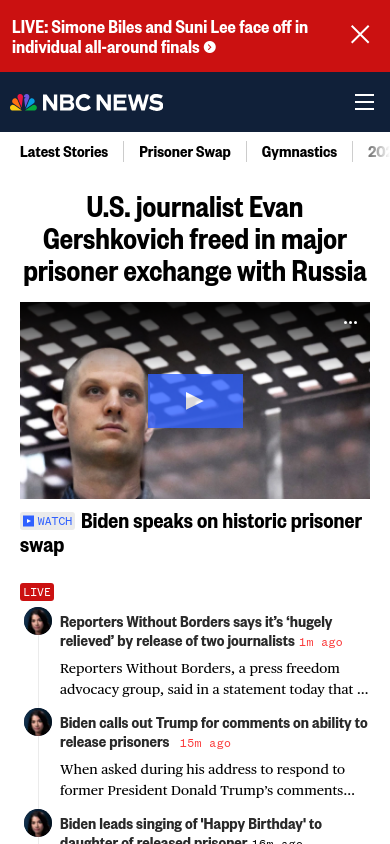 LIVE: Simone Biles and Suni Lee face off in
individual all-around finals
NBC NEWS
Latest Stories
Prisoner Swap
Gymnastics
U.S. journalist Evan
Gershkovich freed in major
prisoner exchange with Russia
WATCH Biden speaks on historic prisoner
swap
LIVE
Reporters Without Borders says it’s ‘hugely
relieved’ by release of two journalists 1m ago
Reporters Without Borders, a press freedom
advocacy group, said in a statement today that ...
Biden calls out Trump for comments on ability to
release prisoners 15m ago
When asked during his address to respond to
former President Donald Trump’s comments...
Biden leads singing of 'Happy Birthday' to
daughter of released prisoner 16m ago